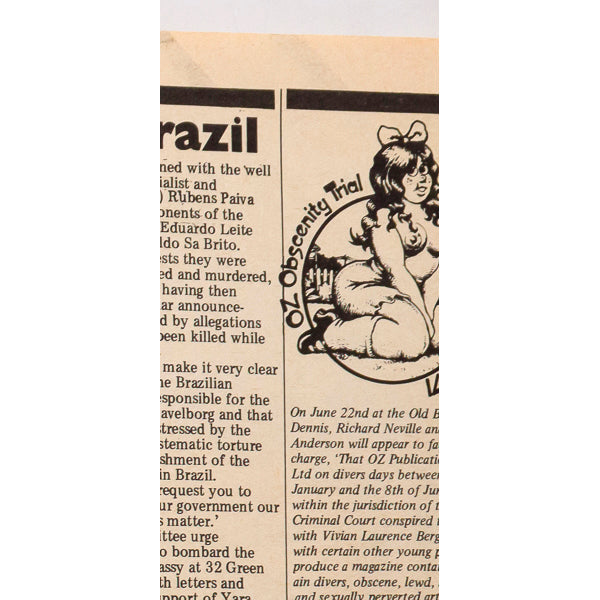 razil
ned with the well
ialist and
) Rubens Paiva
onents of the
Eduardo Leite
ldo Sa Brito.
ests they were
ed and murdered,
having then
ar announce-
d by allegations
been killed while
make it very clear
he Brazilian
esponsible for the
avelborg and that
stressed by the
stematic torture
shment of the
in Brazil.
request you to
ur government our
s matter.'
ttee urge
o bombard the
assy at 32 Green
th letters and
pport of Yara
OZ Obscenity Trial
On June 22nd at the Old B
Dennis, Richard Neville an
Anderson will appear to fa
charge, 'That OZ Publicati
Ltd on divers days betwee
January and the 8th of Jun
within the jurisdiction of t
Criminal Court conspired
with Vivian Laurence Berg
with certain other young p
produce a magazine conta
ain divers, obscene, lewd,
and sexually perverted art